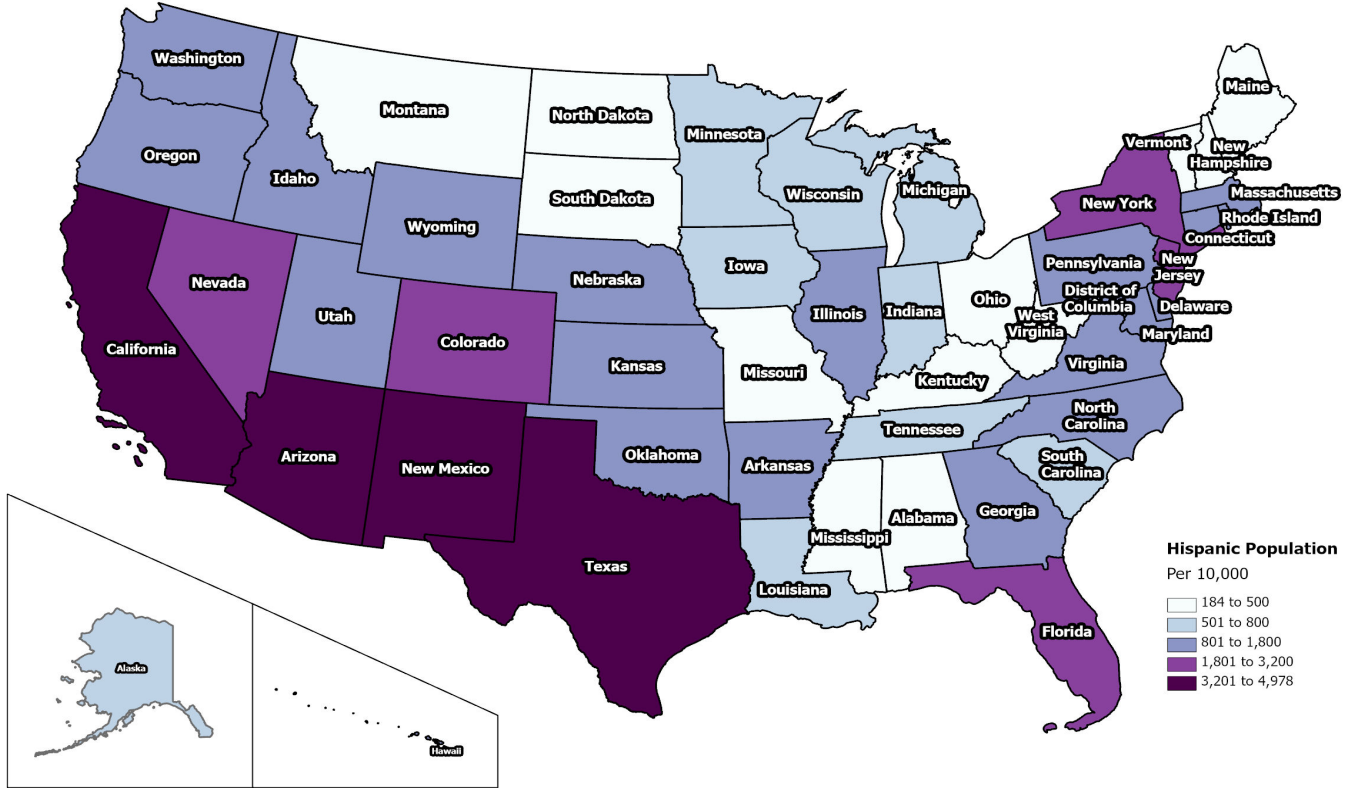 Washington
Montana
North Dakota
Minnesota
Maine
Vermont
New
Hampshire
Oregon
Idaho
South Dakota
Wisconsin
Michigan
Massachusetts
New York
Rhode Island
Wyoming
Connecticut
Iowa
Pennsylvania
New
Jersey
Nevada
Nebraska
District of
Columbia
Ohio
Delaware
Utah
Illinois
Indiana
West
Virginia
Maryland
California
Colorado
Kansas
Missouri
Virginia
Kentucky
North
Carolina
Tennessee
Arizona
New Mexico
Oklahoma
Arkansas
South
Carolina
Mississippi
Alabama
Georgia
Texas
Louisiana
Florida
Alaska
Hawaii
Hispanic Population
Per 10,000
184 to 500
501 to 800
801 to 1,800
1,801 to 3,200
3,201 to 4,978